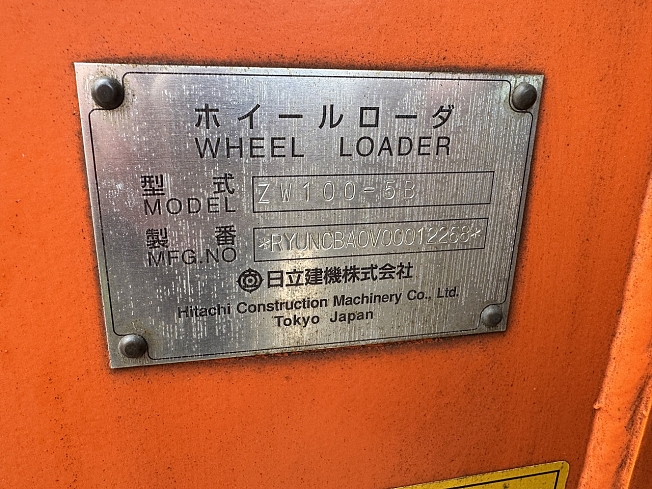 ホイールローダ
WHEEL LOADER
型式 ZW100-5B
MODEL
製番 *RYUNCBA0V00012268*
MFG.NO
日立建機株式会社
Hitachi Construction Machinery Co., Ltd.
Tokyo Japan